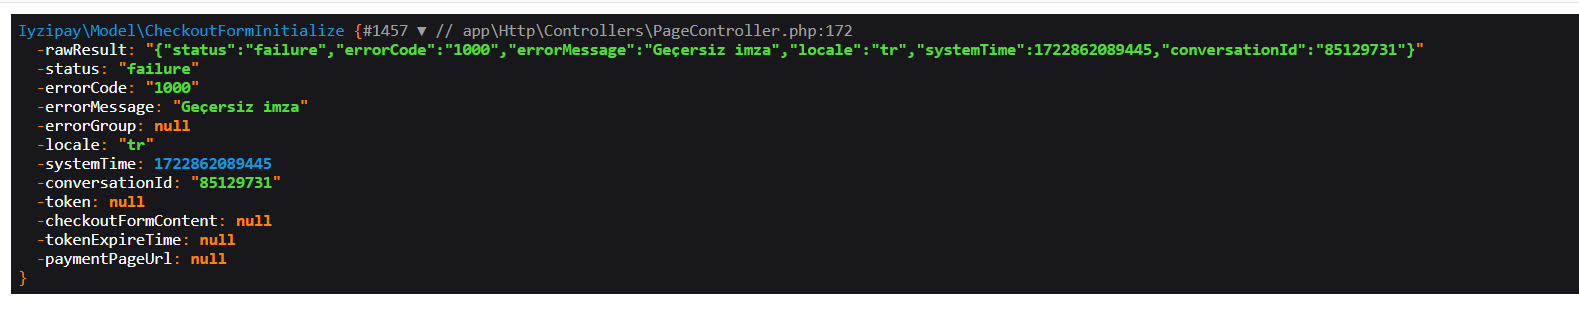 Iyzipay\Model\CheckoutFormInitialize {#1457 ▼ // app\Http\Controllers\PageController.php:172
-rawResult: "{"status":"failure","errorCode":"1000","errorMessage":"Geçersiz imza","locale":"tr","systemTime":1722862089445,"conversationId":"85129731"}"
-status: "failure"
-errorCode: "1000"
-errorMessage: "Geçersiz imza"
-errorGroup: null
-locale: "tr"
-systemTime: 1722862089445
-conversationId: "85129731"
-token: null
-checkoutFormContent: null
-tokenExpireTime: null
-paymentPageUrl: null
}